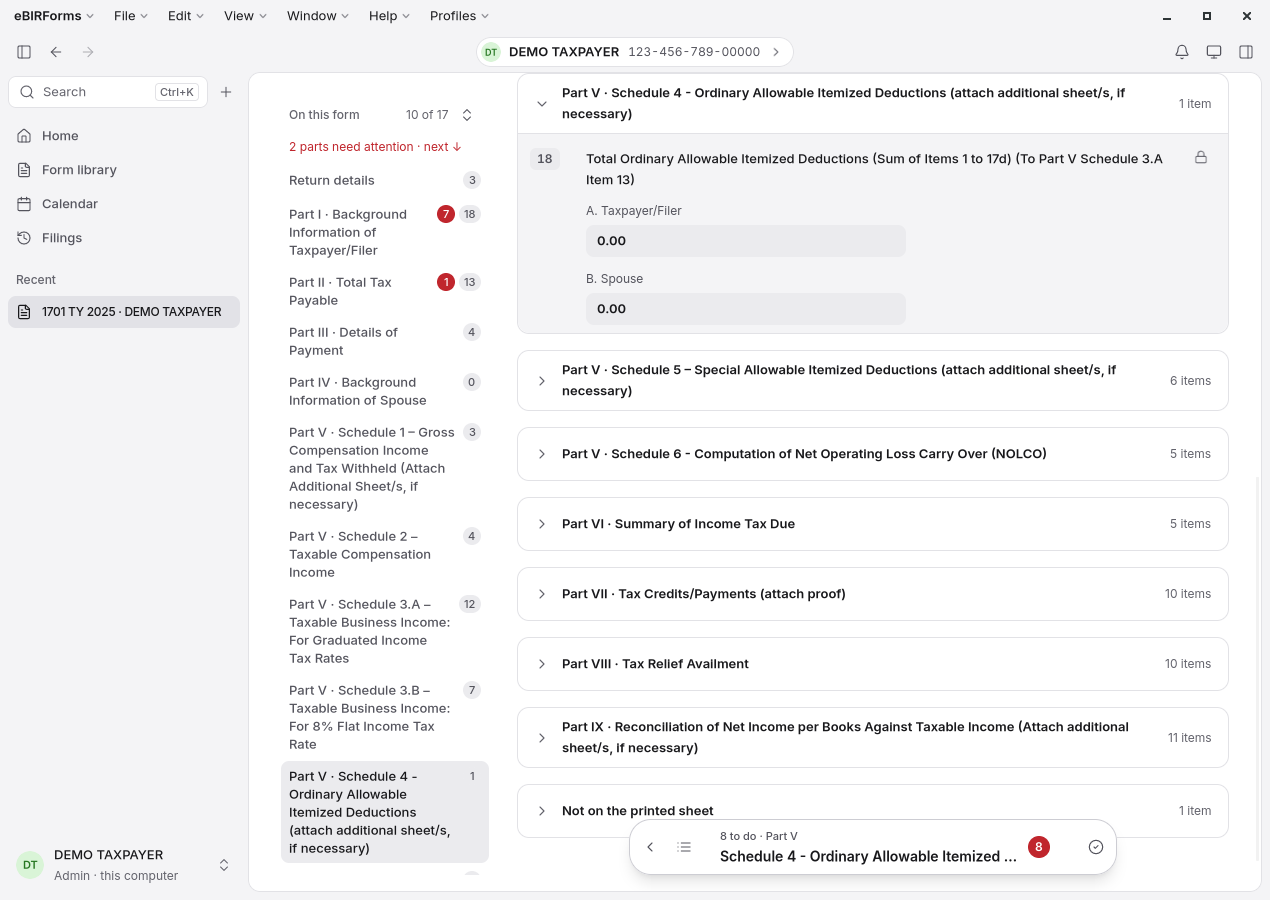 eBIRForms File Edit View Window Help Profiles
DT DEMO TAXPAYER 123-456-789-00000
Search Ctrl+K
Home
Form library
Calendar
Filings
Recent
1701 TY 2025 · DEMO TAXPAYER
DT DEMO TAXPAYER
Admin · this computer
On this form 10 of 17
2 parts need attention · next ↓
Return details 3
Part I · Background 7 18
Information of
Taxpayer/Filer
Part II · Total Tax 1 13
Payable
Part III · Details of 4
Payment
Part IV · Background 0
Information of Spouse
Part V · Schedule 1 – Gross 3
Compensation Income
and Tax Withheld (Attach
Additional Sheet/s, if
necessary)
Part V · Schedule 2 – 4
Taxable Compensation
Income
Part V · Schedule 3.A – 12
Taxable Business Income:
For Graduated Income
Tax Rates
Part V · Schedule 3.B – 7
Taxable Business Income:
For 8% Flat Income Tax
Rate
Part V · Schedule 4 - 1
Ordinary Allowable
Itemized Deductions
(attach additional sheet/s,
if necessary)
Part V · Schedule 4 - Ordinary Allowable Itemized Deductions (attach additional sheet/s, if 1 item
necessary)
18 Total Ordinary Allowable Itemized Deductions (Sum of Items 1 to 17d) (To Part V Schedule 3.A
Item 13)
A. Taxpayer/Filer
0.00
B. Spouse
0.00
Part V · Schedule 5 – Special Allowable Itemized Deductions (attach additional sheet/s, if 6 items
necessary)
Part V · Schedule 6 - Computation of Net Operating Loss Carry Over (NOLCO) 5 items
Part VI · Summary of Income Tax Due 5 items
Part VII · Tax Credits/Payments (attach proof) 10 items
Part VIII · Tax Relief Availment 10 items
Part IX · Reconciliation of Net Income per Books Against Taxable Income (Attach additional 11 items
sheet/s, if necessary)
Not on the printed sheet 1 item
8 to do · Part V
Schedule 4 - Ordinary Allowable Itemized ... 8